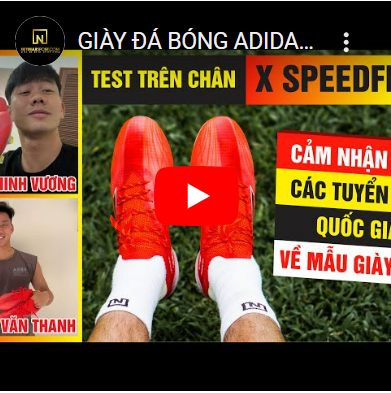 GIÀY ĐÁ BÓNG ADIDA...
TEST TRÊN CHÂN
X SPEEDF
MINH VƯƠNG
VĂN THANH
CẢM NHẬN
CÁC TUYỂN
QUỐC GIA
VỀ MẪU GIÀY
N
N